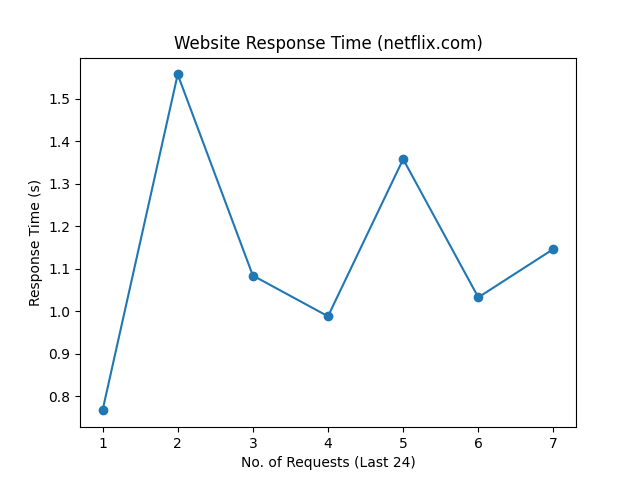 Website Response Time (netflix.com)
Response Time (s)
1.5
1.4
1.3
1.2
1.1
1.0
0.9
0.8
1 2 3 4 5 6 7
No. of Requests (Last 24)